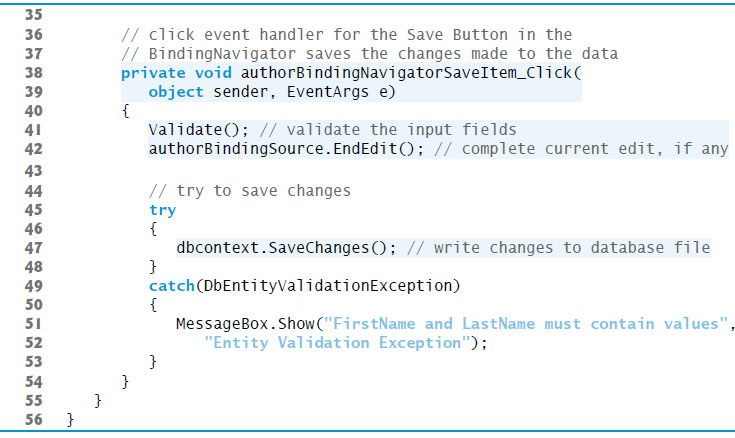 35
36 // click event handler for the Save Button in the
37 // BindingNavigator saves the changes made to the data
38 private void authorBindingNavigatorSaveItem_Click(
39 object sender, EventArgs e)
40 {
41 Validate(); // validate the input fields
42 authorBindingSource.EndEdit(); // complete current edit, if any
43
44 // try to save changes
45 try
46 {
47 dbcontext.SaveChanges(); // write changes to database file
48 }
49 catch(DbEntityValidationException)
50 {
51 MessageBox.Show("FirstName and LastName must contain values",
52 "Entity Validation Exception");
53 }
54 }
55 }
56 }